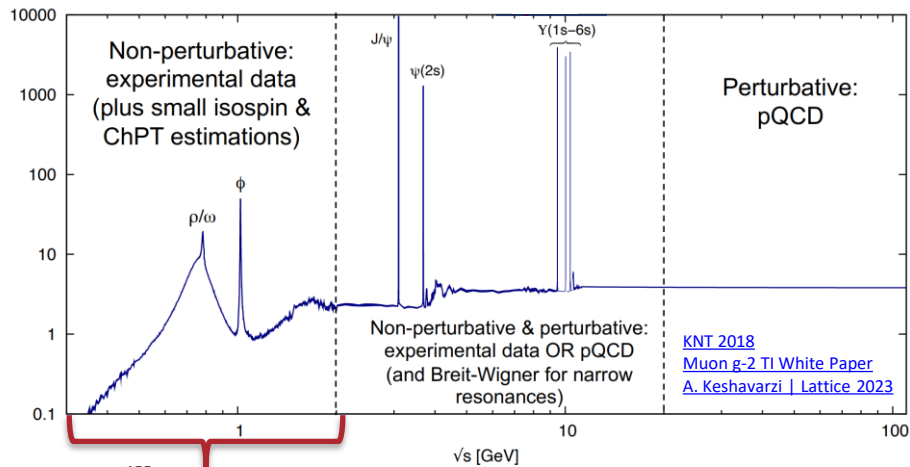 10000
1000
100
10
1
0.1
Non-perturbative:
experimental data
(plus small isospin &
ChPT estimations)
ρ/ω
ϕ
J/ψ
ψ(2s)
Υ(1s−6s)
Perturbative:
pQCD
Non-perturbative & perturbative:
experimental data OR pQCD
(and Breit-Wigner for narrow
resonances)
KNT 2018
Muon g-2 TI White Paper
A. Keshavarzi | Lattice 2023
1
10
√s [GeV]